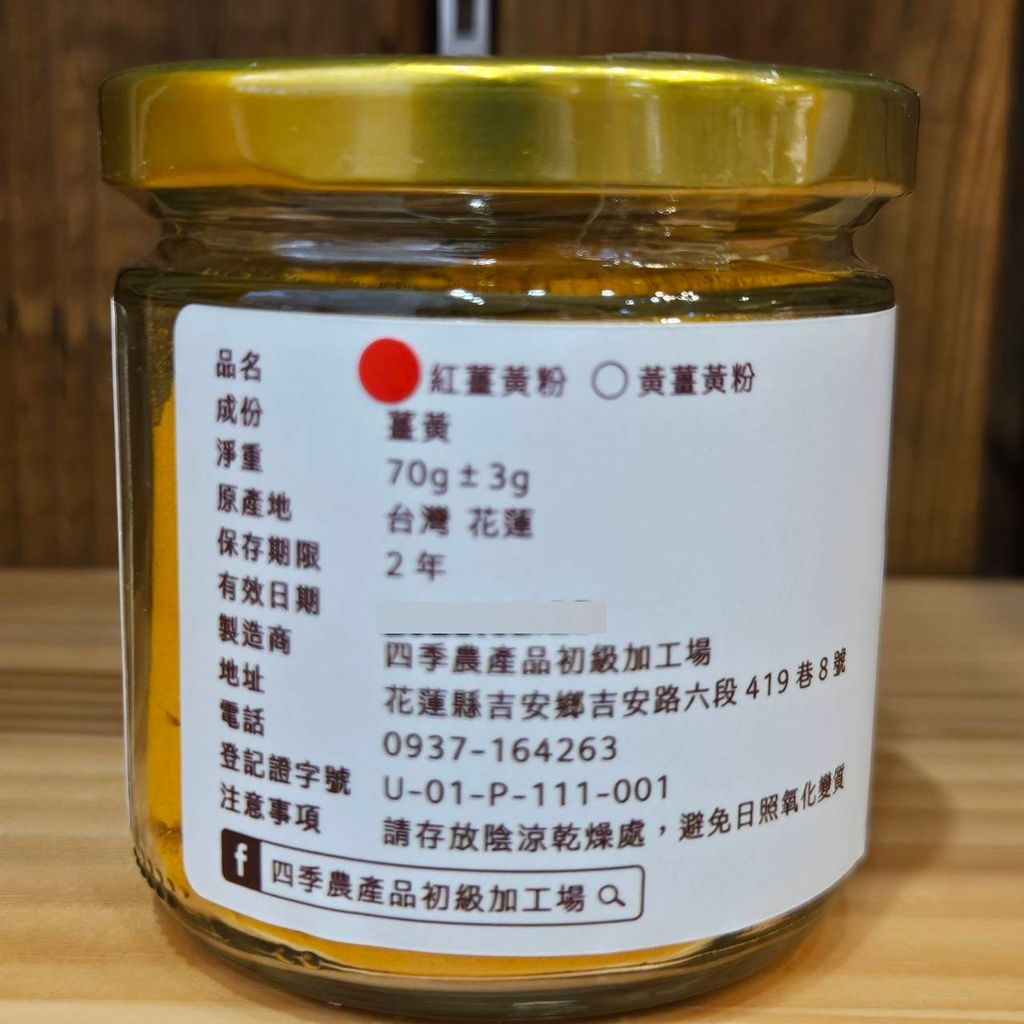 品名 紅薑黃粉 黃薑黃粉
成份 薑黃
淨重 70g±3g
原產地 台灣 花蓮
保存期限 2年
有效日期
製造商 四季農產品初級加工場
地址 花蓮縣吉安鄉吉安路六段419巷8號
電話 0937-164263
登記證字號 U-01-P-111-001
注意事項 請存放陰涼乾燥處，避免日照氧化變質
f 四季農產品初級加工場